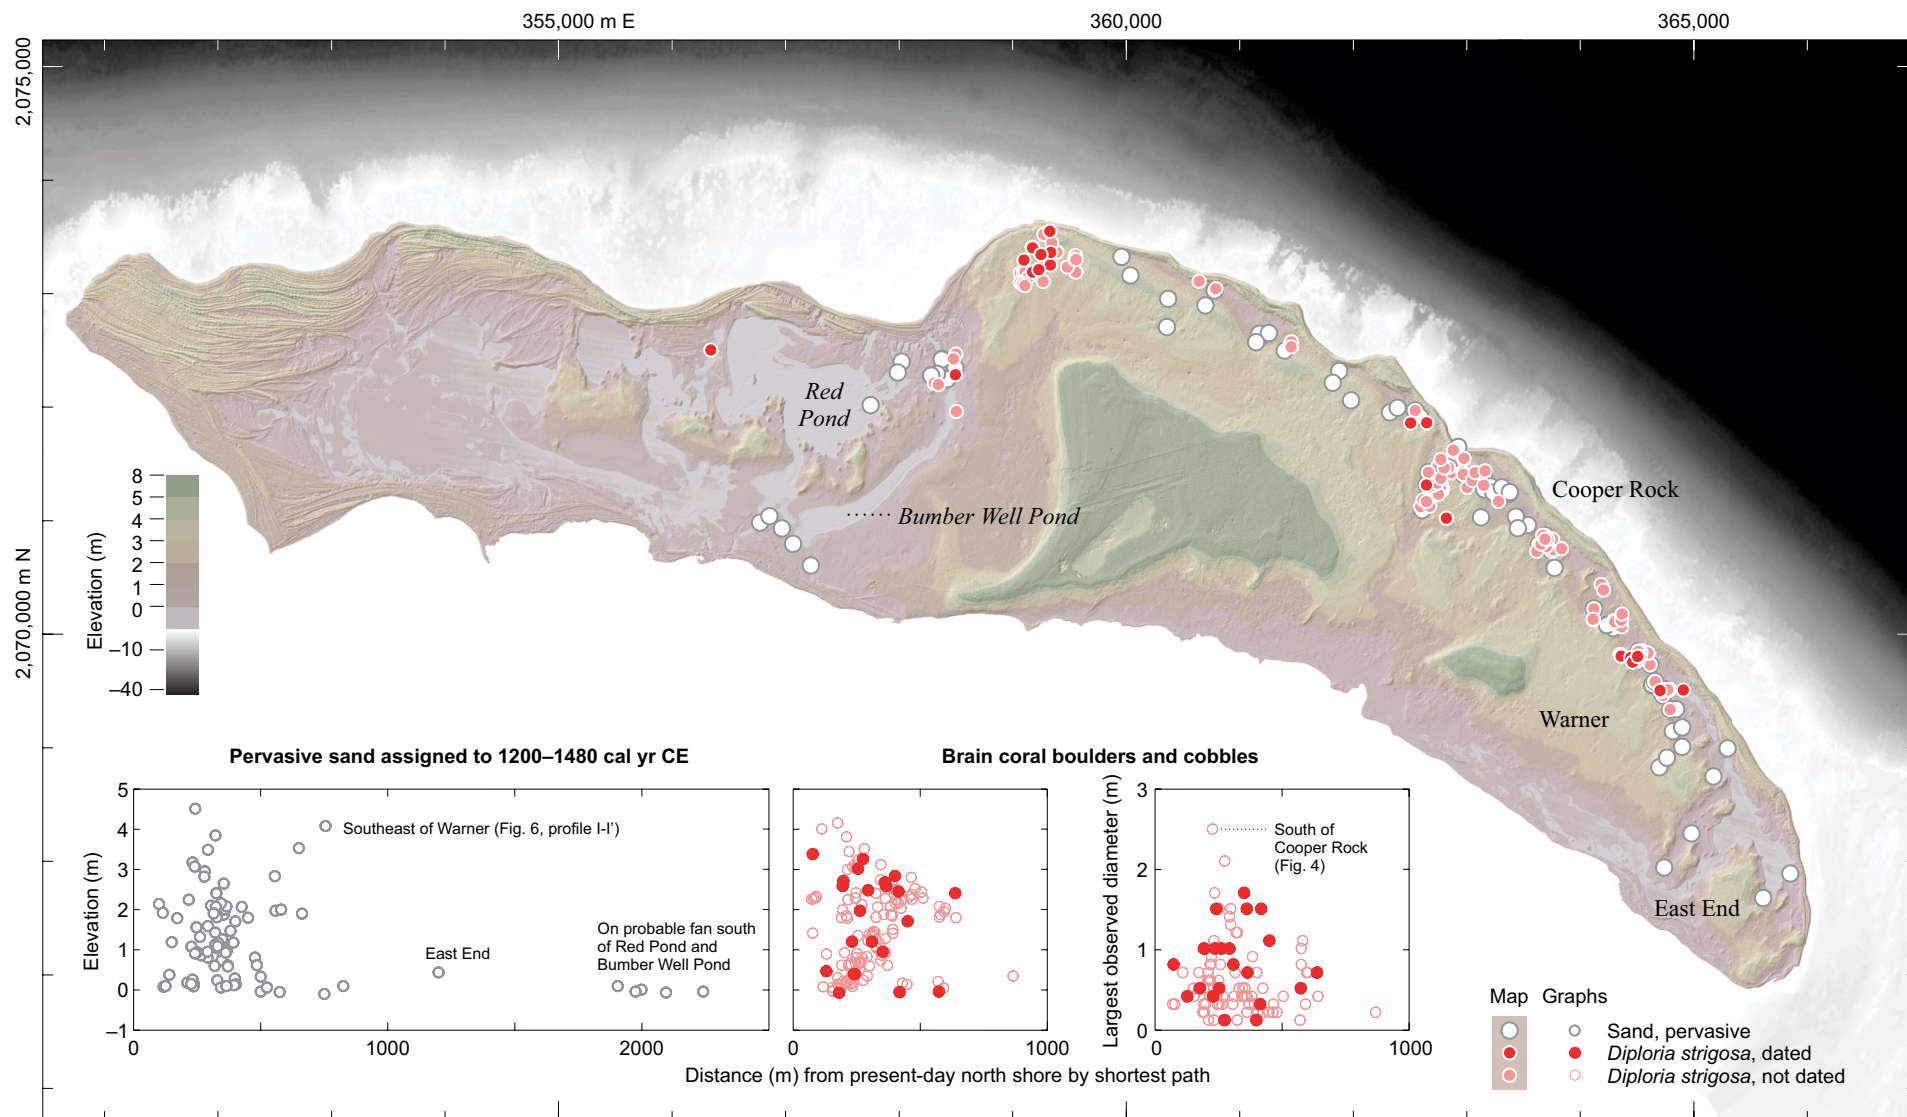 355,000 m E
360,000
365,000
2,075,000
2,070,000 m N
Red
Pond
Bumber Well Pond
Cooper Rock
Warner
East End
Elevation (m)
8
5
4
3
2
1
0
–10
–40
Pervasive sand assigned to 1200–1480 cal yr CE
Elevation (m)
5
4
3
2
1
0
–1
0
1000
2000
Southeast of Warner (Fig. 6, profile I-I’)
East End
On probable fan south
of Red Pond and
Bumber Well Pond
Brain coral boulders and cobbles
0
1000
Largest observed diameter (m)
3
2
1
0
0
1000
South of
Cooper Rock
(Fig. 4)
Distance (m) from present-day north shore by shortest path
Map Graphs
Sand, pervasive
Diploria strigosa, dated
Diploria strigosa, not dated